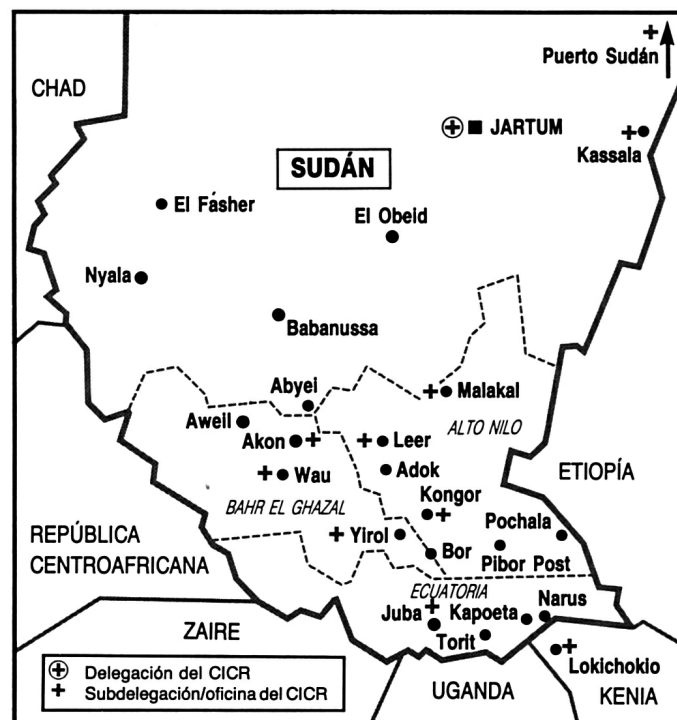 Puerto Sudán
CHAD
JARTUM
Kassala
SUDÁN
El Fásher
El Obeid
Nyala
Babanussa
Abyei
Malakal
Aweil
ALTO NILO
Akon
Leer
Wau
Adok
ETIOPÍA
Kongor
BAHR EL GHAZAL
Pochala
REPÚBLICA
CENTROAFRICANA
Yirol
Bor
Pibor Post
ECUATORIA
Juba
Kapoeta
Narus
ZAIRE
Torit
Lokichokio
Delegación del CICR
Subdelegación/oficina del CICR
UGANDA
KENIA